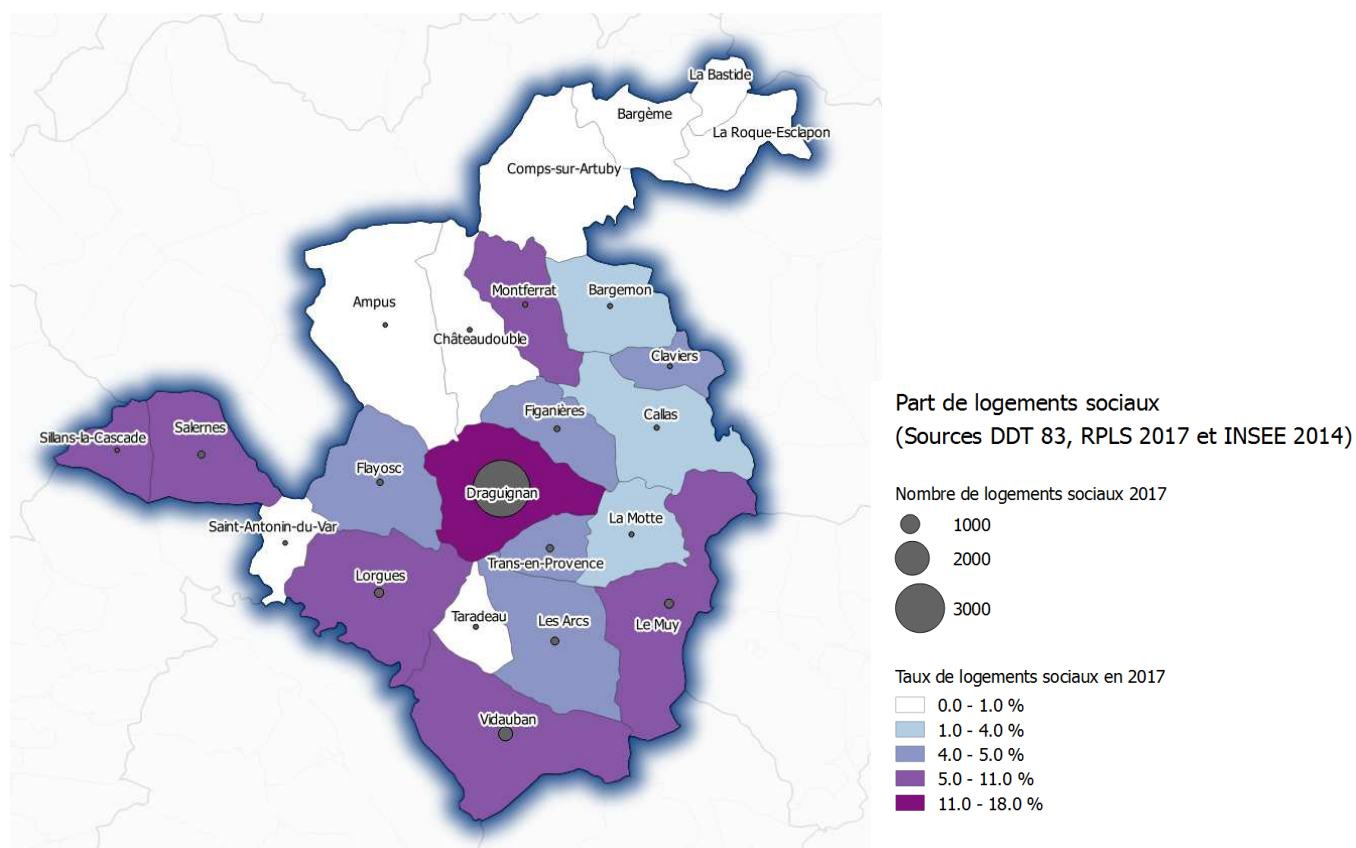 La Bastide
Bargème
La Roque-Esclapon
Comps-sur-Artuby
Montferrat
Bargemon
Ampus
Châteaudouble
Claviers
Figanières
Callas
Sillans-la-Cascade
Salernes
Flayosc
Draguignan
La Motte
Saint-Antonin-du-Var
Trans-en-Provence
Lorgues
Taradeau
Les Arcs
Le Muy
Vidauban
Part de logements sociaux
(Sources DDT 83, RPLS 2017 et INSEE 2014)
Nombre de logements sociaux 2017
1000
2000
3000
Taux de logements sociaux en 2017
0.0 - 1.0 %
1.0 - 4.0 %
4.0 - 5.0 %
5.0 - 11.0 %
11.0 - 18.0 %